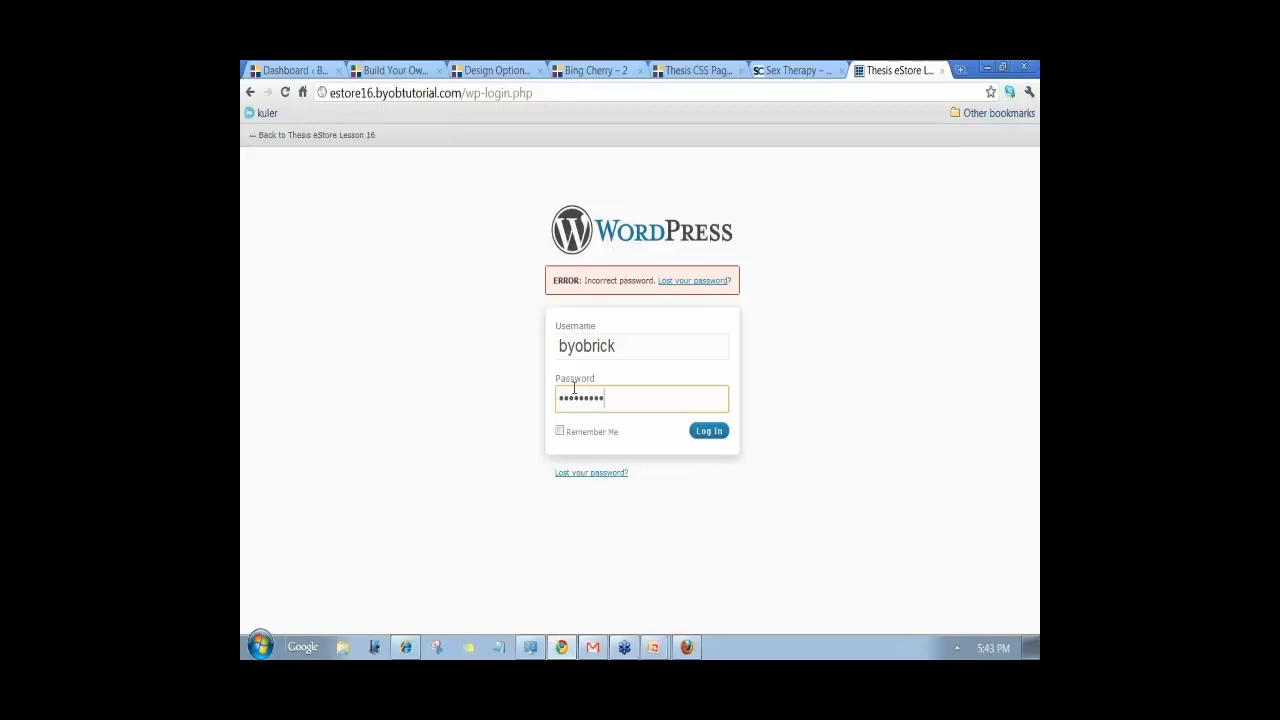 Dashboard ‹ B... Build Your Ow... Design Option... Bing Cherry – 2 Thesis CSS Pag... SC Sex Therapy – ... Thesis eStore L...
estore16.byobtutorial.com/wp-login.php
kuler Other bookmarks
← Back to Thesis eStore Lesson 16
WORDPRESS
ERROR: Incorrect password. Lost your password?
Username
byobrick
Password
•••••••••
Remember Me Log In
Lost your password?
Google 5:43 PM